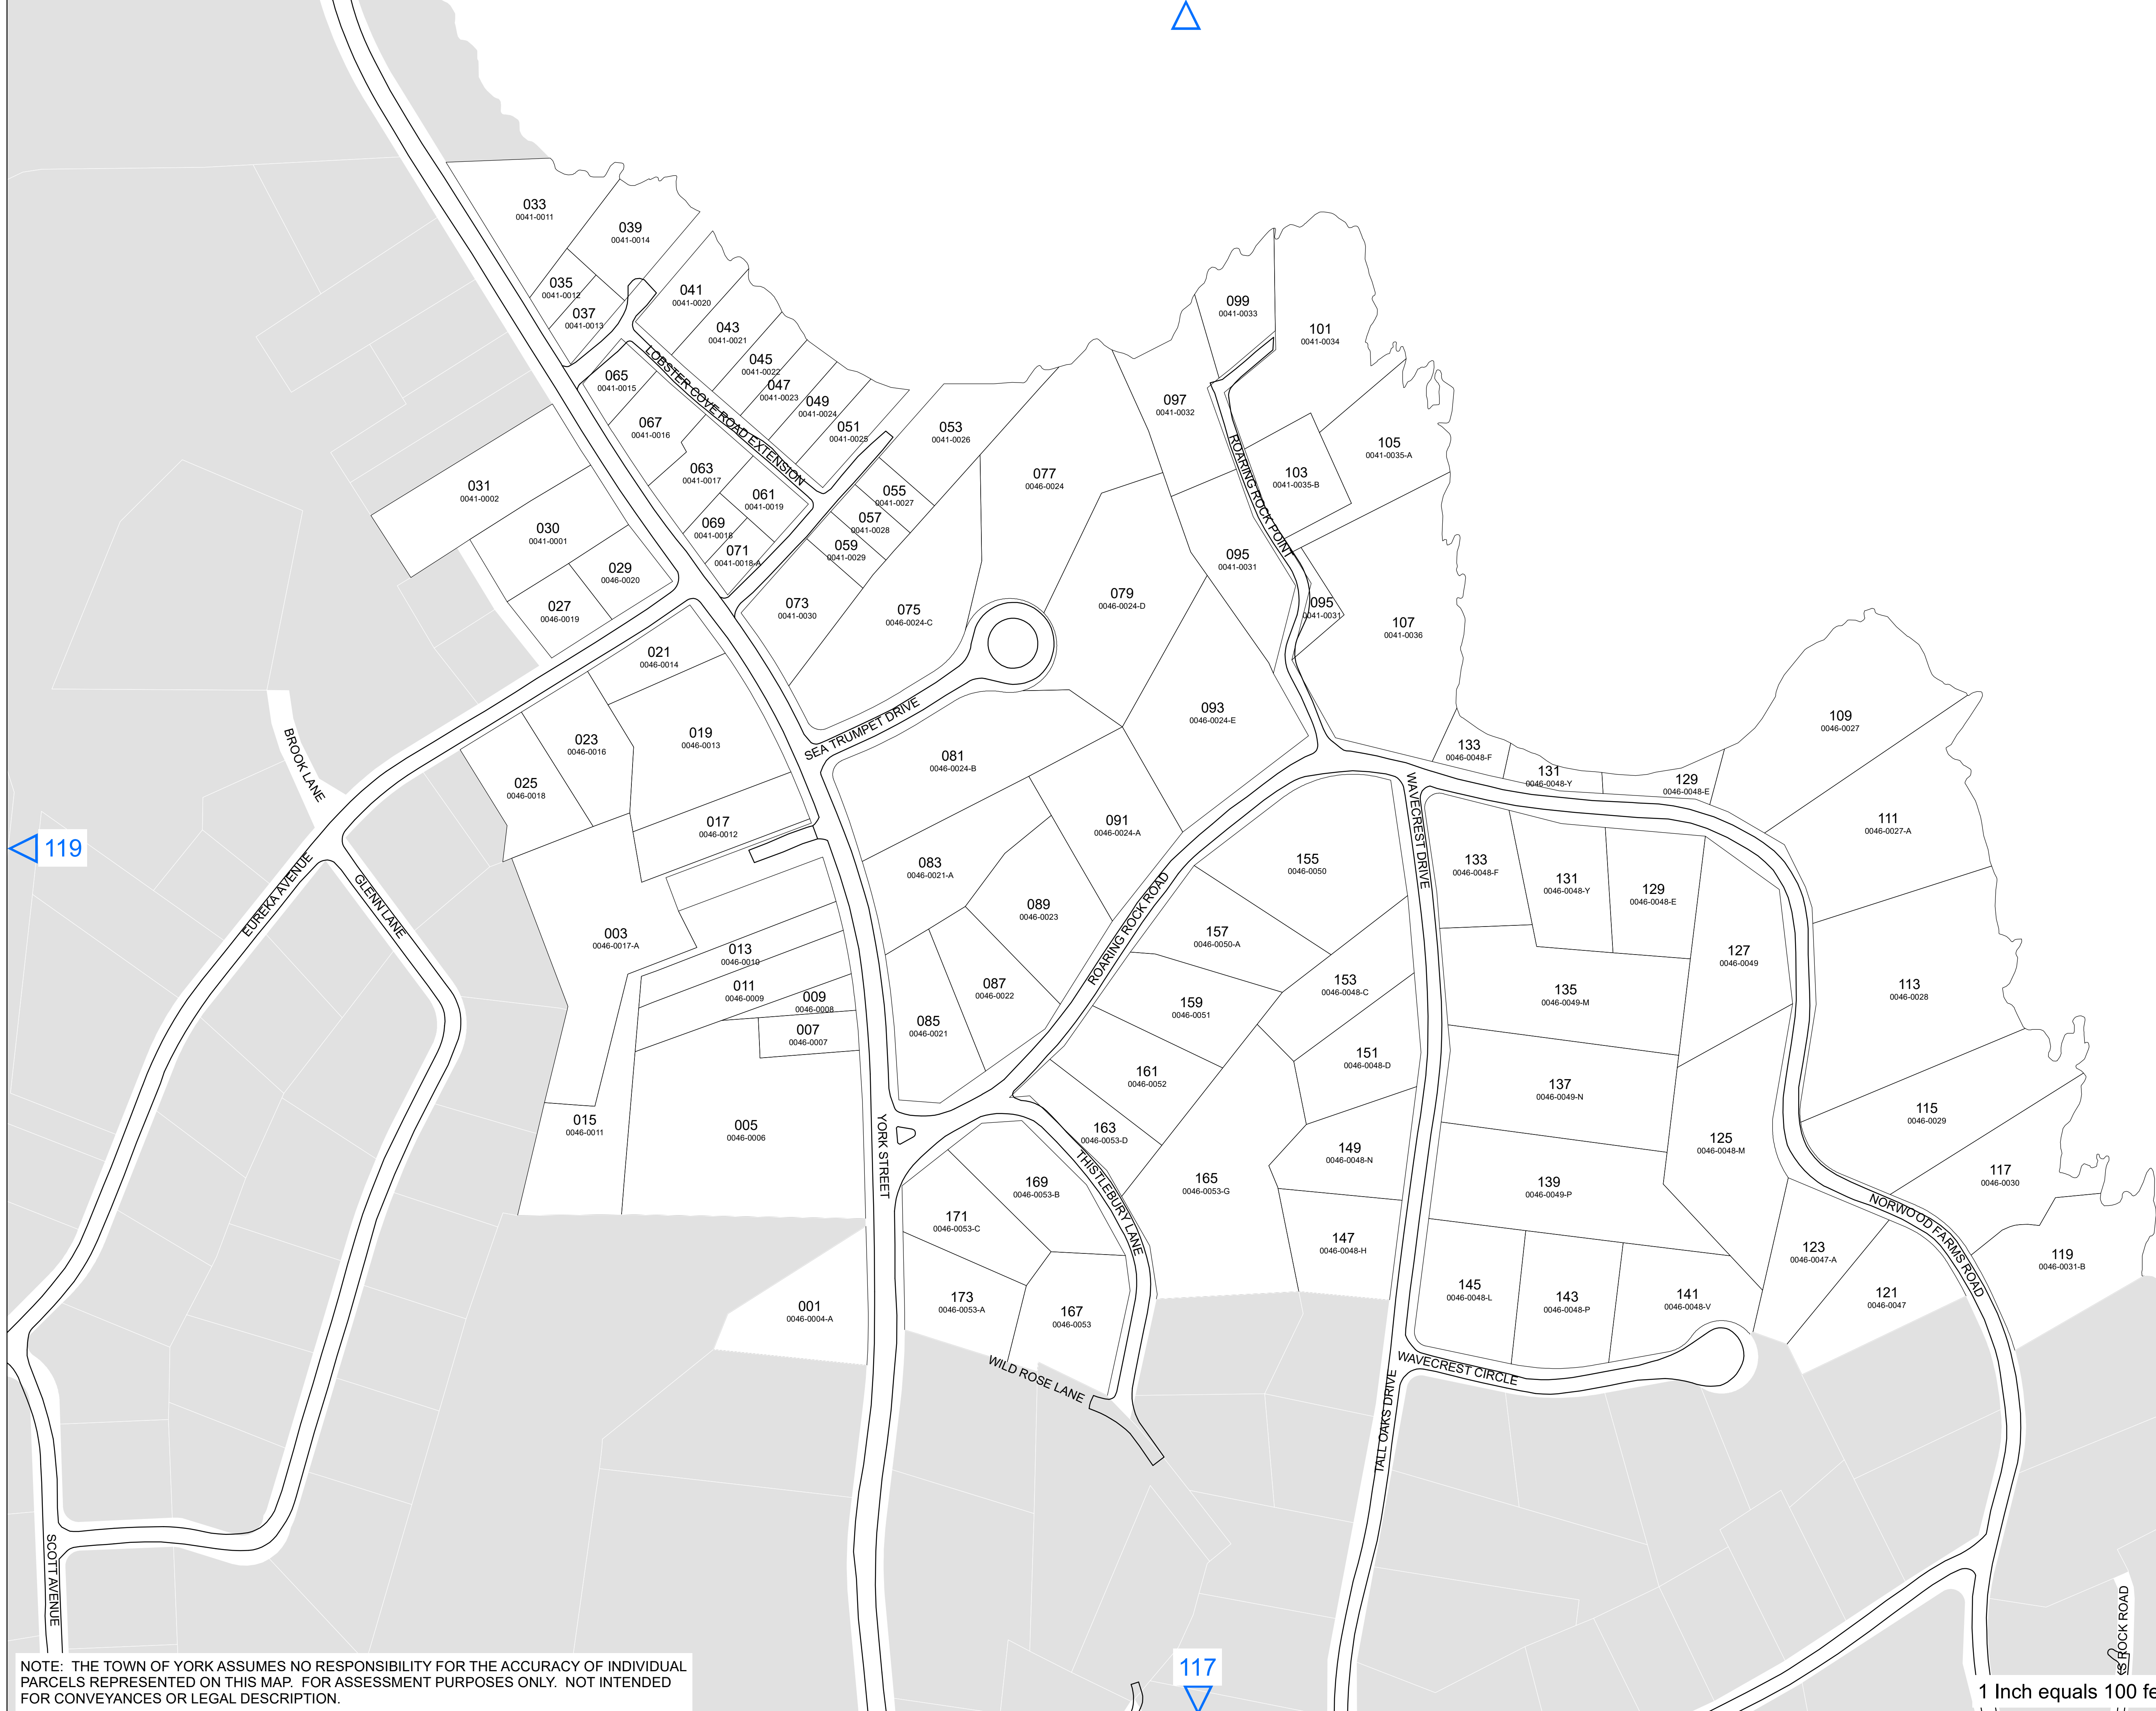 033
0041-0011
039
0041-0014
035
0041-0012
037
0041-0013
041
0041-0020
043
0041-0021
045
0041-0022
047
0041-0023
049
0041-0024
051
0041-0025
053
0041-0026
055
0041-0027
057
0041-0028
059
0041-0029
LOBSTER COVE ROAD EXTENSION
065
0041-0015
067
0041-0016
063
0041-0017
061
0041-0019
069
0041-0018
071
0041-0018-A
073
0041-0030
075
0046-0024-C
077
0046-0024
079
0046-0024-D
031
0041-0002
030
0041-0001
029
0046-0020
027
0046-0019
021
0046-0014
019
0046-0013
023
0046-0016
025
0046-0018
017
0046-0012
099
0041-0033
101
0041-0034
097
0041-0032
105
0041-0035-A
103
0041-0035-B
ROARING ROCK POINT
095
0041-0031
095
0041-0031
107
0041-0036
093
0046-0024-E
SEA TRUMPET DRIVE
081
0046-0024-B
091
0046-0024-A
083
0046-0021-A
089
0046-0023
087
0046-0022
085
0046-0021
BROOK LANE
119
EUREKA AVENUE
GLENN LANE
003
0046-0017-A
013
0046-0010
011
0046-0009
009
0046-0008
007
0046-0007
015
0046-0011
005
0046-0006
001
0046-0004-A
YORK STREET
ROARING ROCK ROAD
WAVECREST DRIVE
133
0046-0048-F
131
0046-0048-Y
129
0046-0048-E
109
0046-0027
111
0046-0027-A
113
0046-0028
115
0046-0029
117
0046-0030
119
0046-0031-B
155
0046-0050
157
0046-0050-A
153
0046-0048-C
159
0046-0051
151
0046-0048-D
161
0046-0052
163
0046-0053-D
165
0046-0053-G
149
0046-0048-N
147
0046-0048-H
133
0046-0048-F
131
0046-0048-Y
129
0046-0048-E
127
0046-0049
135
0046-0049-M
137
0046-0049-N
125
0046-0048-M
139
0046-0049-P
145
0046-0048-L
143
0046-0048-P
141
0046-0048-V
123
0046-0047-A
121
0046-0047
NORWOOD FARMS ROAD
THISTLEBURY LANE
169
0046-0053-B
171
0046-0053-C
173
0046-0053-A
167
0046-0053
WILD ROSE LANE
WAVECREST CIRCLE
TALL OAKS DRIVE
SCOTT AVENUE
117
NOTE: THE TOWN OF YORK ASSUMES NO RESPONSIBILITY FOR THE ACCURACY OF INDIVIDUAL
PARCELS REPRESENTED ON THIS MAP. FOR ASSESSMENT PURPOSES ONLY. NOT INTENDED
FOR CONVEYANCES OR LEGAL DESCRIPTION.
ROCK ROAD
1 Inch equals 100